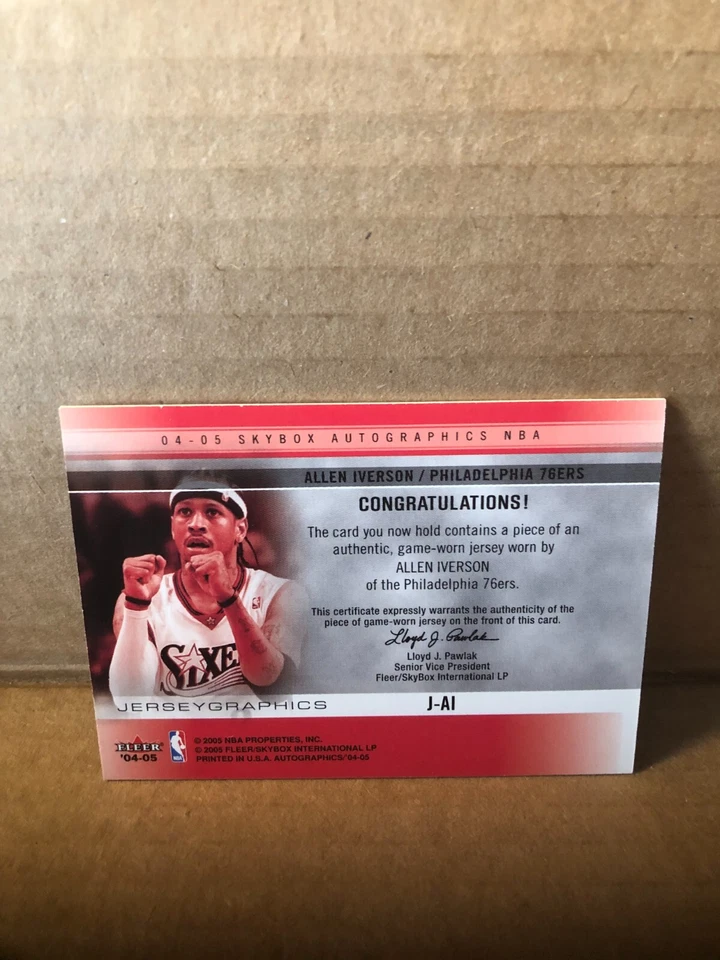 04-05 SKYBOX AUTOGRAPHICS NBA
ALLEN IVERSON / PHILADELPHIA 76ERS
CONGRATULATIONS!
The card you now hold contains a piece of an
authentic, game-worn jersey worn by
ALLEN IVERSON
of the Philadelphia 76ers.
This certificate expressly warrants the authenticity of the
piece of game-worn jersey on the front of this card.
Lloyd J. Pawlak
Lloyd J. Pawlak
Senior Vice President
Fleer/SkyBox International LP
SIXE
JERSEYGRAPHICS
J-AI
FLEER
'04-05
NBA
© 2005 NBA PROPERTIES, INC.
© 2005 FLEER/SKYBOX INTERNATIONAL LP
PRINTED IN U.S.A. AUTOGRAPHICS/'04-05